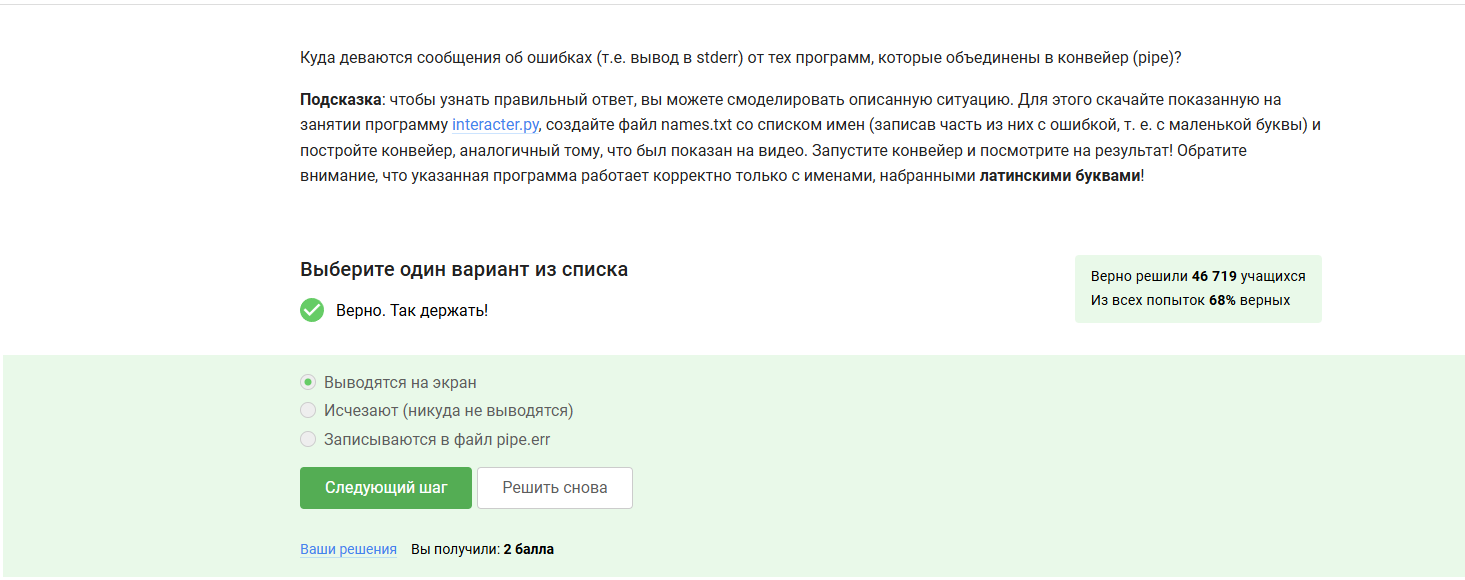 Куда деваются сообщения об ошибках (т.е. вывод в stderr) от тех программ, которые объединены в конвейер (pipe)?
Подсказка: чтобы узнать правильный ответ, вы можете смоделировать описанную ситуацию. Для этого скачайте показанную на
занятии программу interacter.py, создайте файл names.txt со списком имен (записав часть из них с ошибкой, т. е. с маленькой буквы) и
постройте конвейер, аналогичный тому, что был показан на видео. Запустите конвейер и посмотрите на результат! Обратите
внимание, что указанная программа работает корректно только с именами, набранными латинскими буквами!
Выберите один вариант из списка
Верно. Так держать!
Верно решили 46 719 учащихся
Из всех попыток 68% верных
Выводятся на экран
Исчезают (никуда не выводятся)
Записываются в файл pipe.err
Следующий шаг
Решить снова
Ваши решения Вы получили: 2 балла